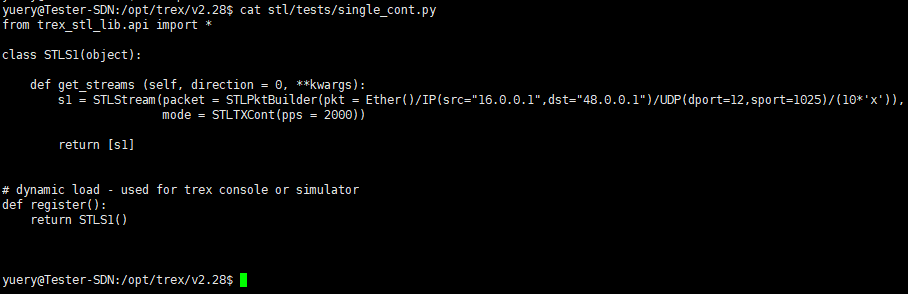 yuery@Tester-SDN:/opt/trex/v2.28$ cat stl/tests/single_cont.py
from trex_stl_lib.api import *
class STLS1(object):
    def get_streams (self, direction = 0, **kwargs):
        s1 = STLStream(packet = STLPktBuilder(pkt = Ether()/IP(src="16.0.0.1",dst="48.0.0.1")/UDP(dport=12,sport=1025)/(10*'x')),
                       mode = STLTXCont(pps = 2000))
        return [s1]
# dynamic load - used for trex console or simulator
def register():
    return STLS1()
yuery@Tester-SDN:/opt/trex/v2.28$